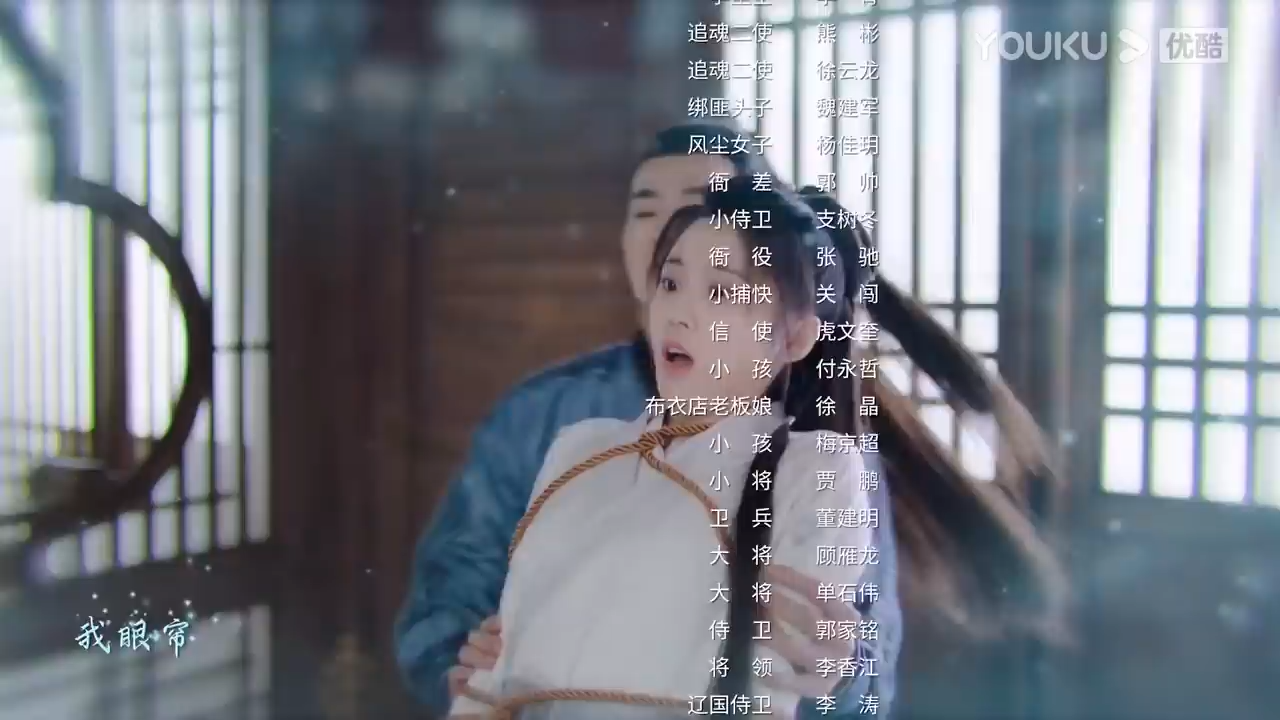 YOUKU 优酷
追魂二使 熊 彬
追魂二使 徐云龙
绑匪头子 魏建军
风尘女子 杨佳玥
衙 差 郭 帅
小侍卫 支树冬
衙 役 张 驰
小捕快 关 闯
信 使 虎文奎
小 孩 付永哲
布衣店老板娘 徐 晶
小 孩 梅京超
小 将 贾 鹏
卫 兵 董建明
大 将 顾雁龙
大 将 单石伟
侍 卫 郭家铭
我眼帘
将 领 李香江
辽国侍卫 李 涛